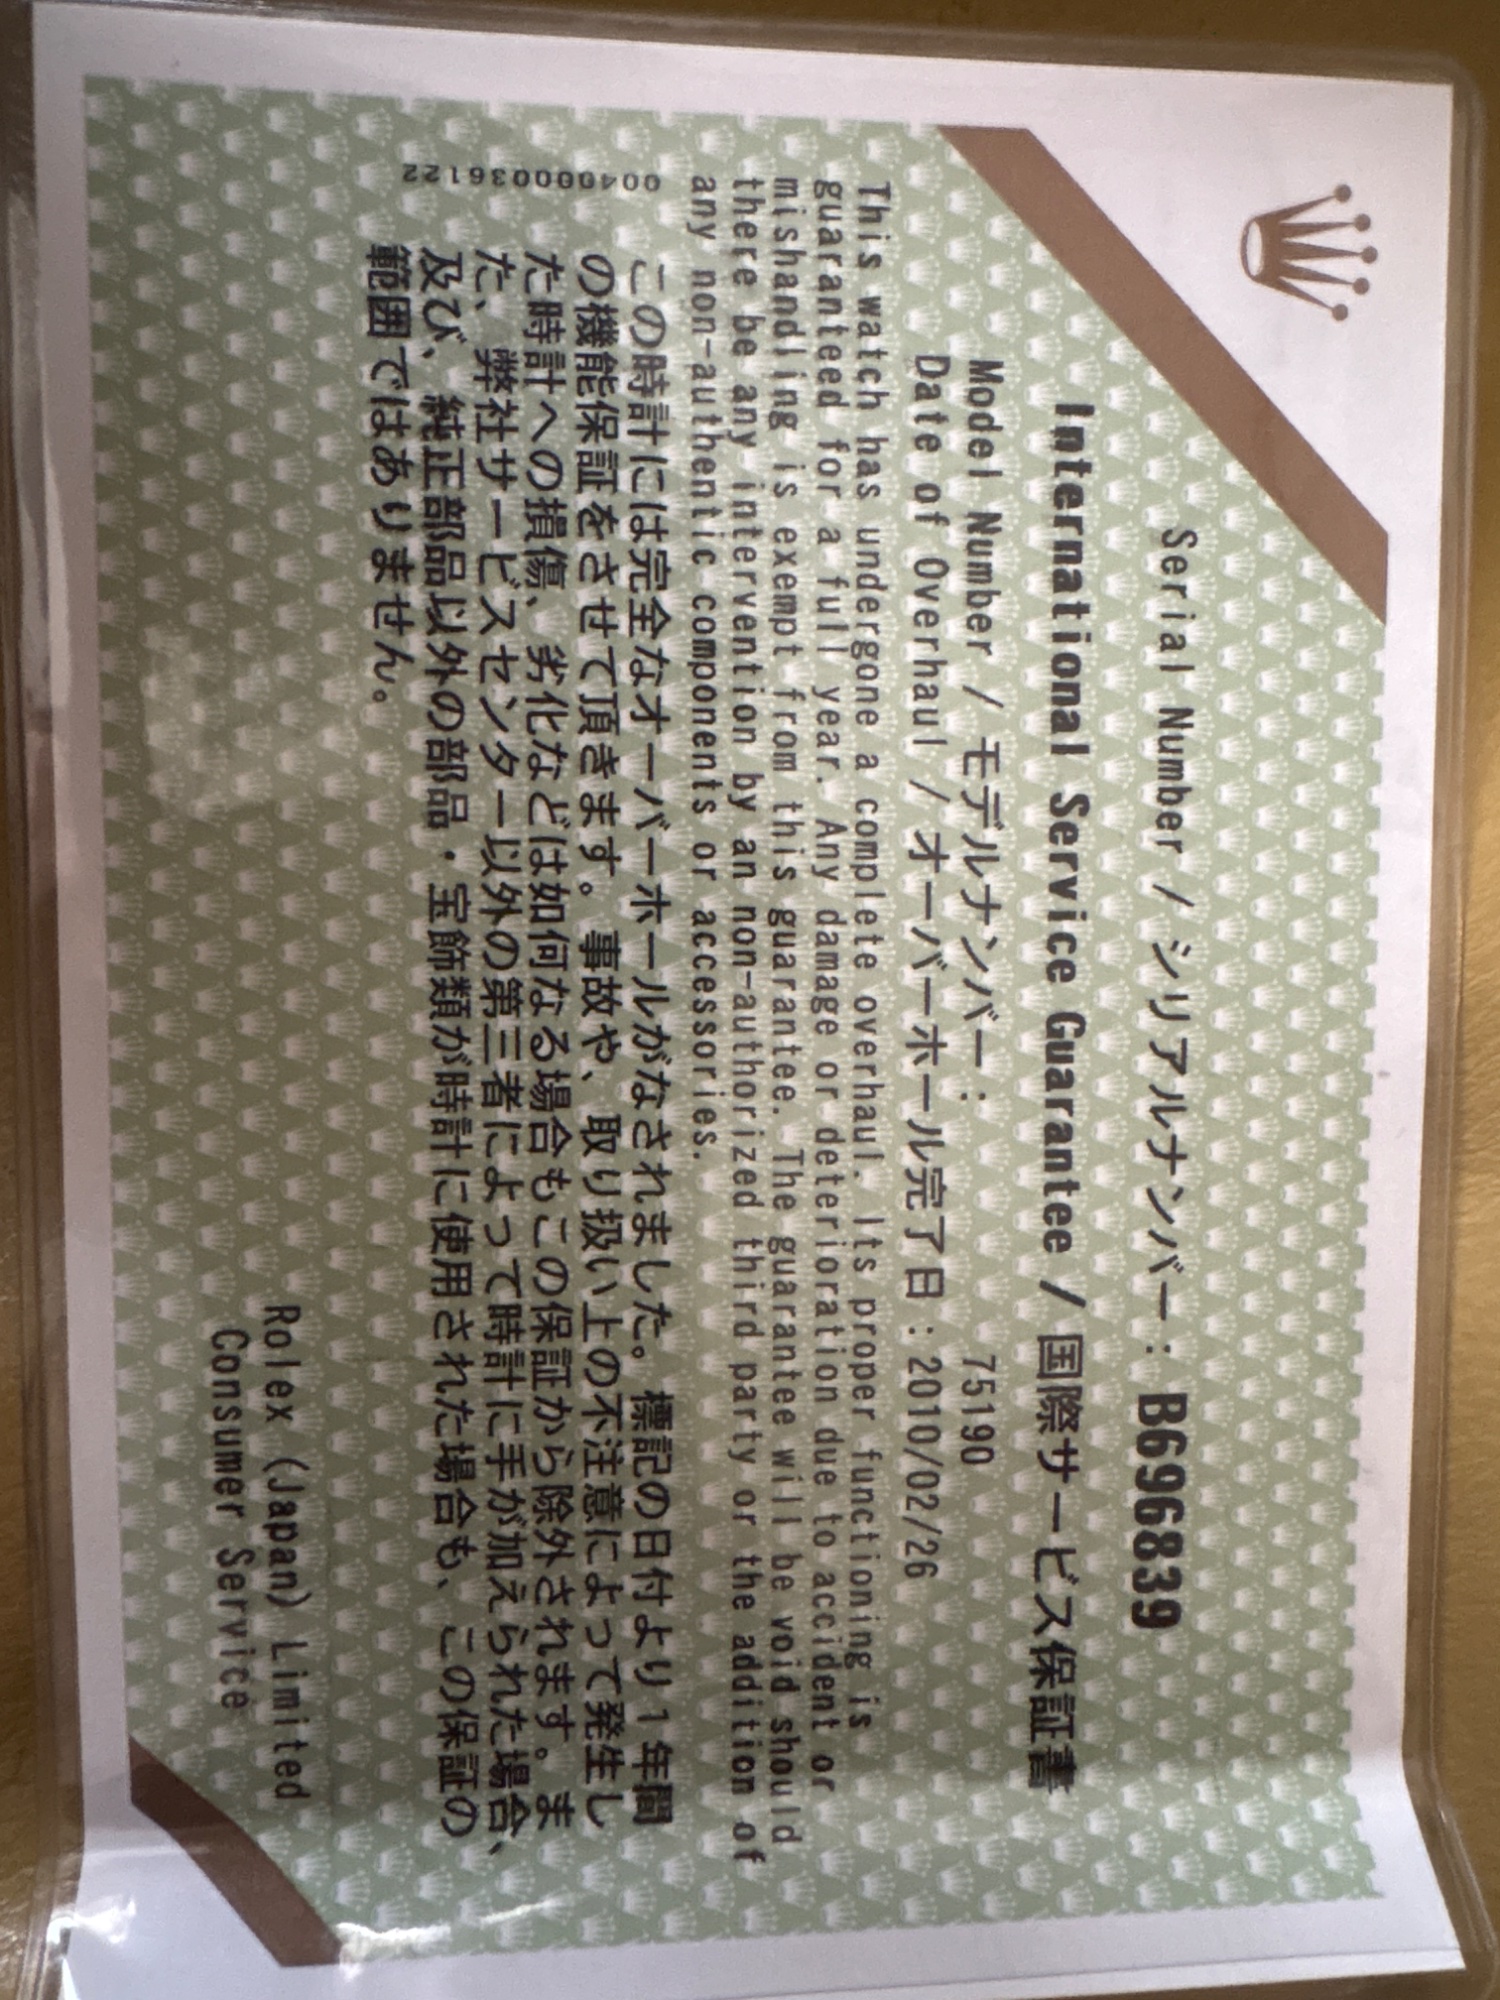 Serial Number / シリアルナンバー: B696839
International Service Guarantee / 国際サービス保証書
Model Number / モデルナンバー: 75190
Date of Overhaul / オーバーホール完了日: 2010/02/26
This watch has undergone a complete overhaul. Its proper functioning is
guaranteed for a full year. Any damage or deterioration due to accident or
mishandling is exempt from this guarantee. The guarantee will be void should
there be any intervention by an non-authorized third party or the addition of
any non-authentic components or accessories.
004000036122
この時計には完全なオーバーホールがなされました。標記の日付より1年間
の機能保証をさせて頂きます。事故や、取り扱い上の不注意によって発生し
た時計への損傷、劣化などは如何なる場合もこの保証から除外されます。ま
た、弊社サービスセンター以外の第三者によって時計に手が加えられた場合、
及び、純正部品以外の部品・宝飾類が時計に使用された場合も、この保証の
範囲ではありません。
Rolex (Japan) Limited
Consumer Service